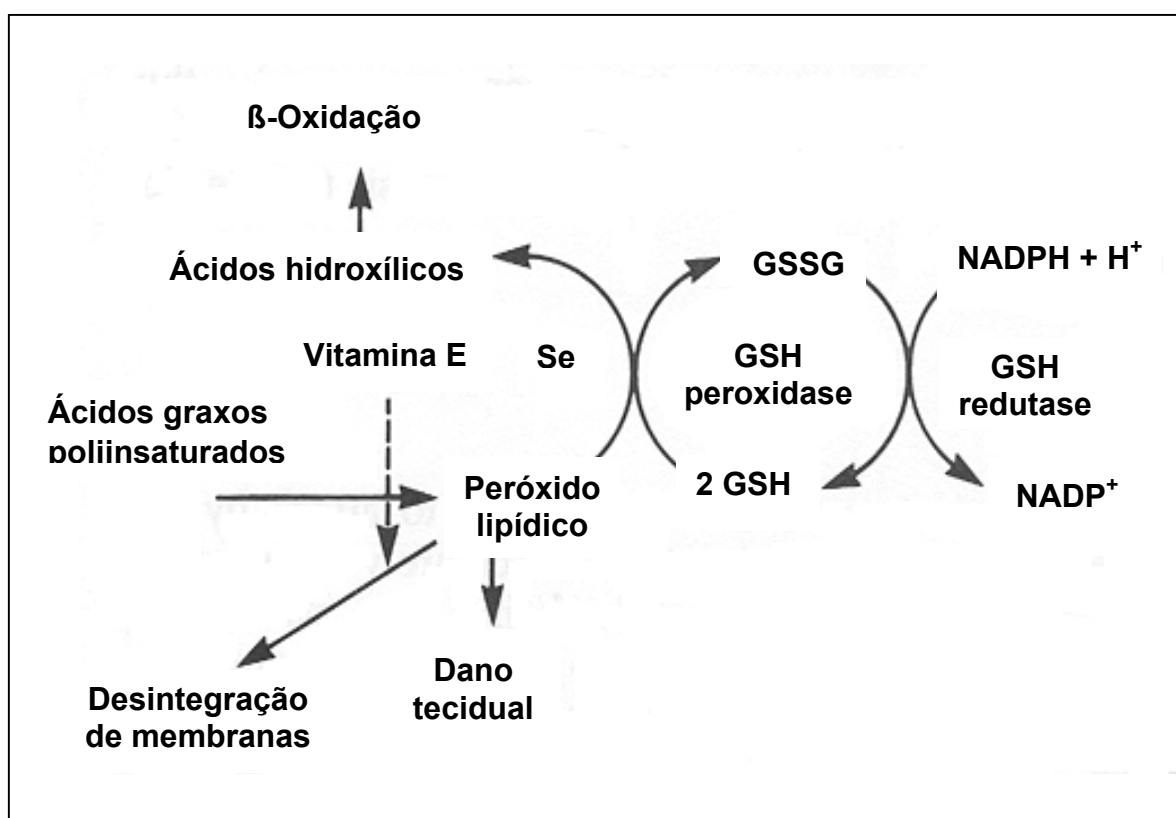 ß-Oxidação
Ácidos hidroxílicos
GSSG
NADPH + H⁺
Vitamina E
Se
GSH
peroxidase
GSH
redutase
Ácidos graxos
poliinsaturados
Peróxido
lipídico
2 GSH
NADP⁺
Desintegração
de membranas
Dano
tecidual